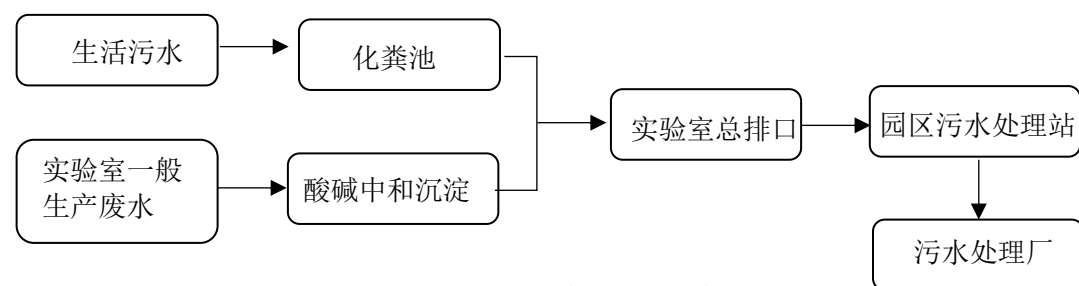 生活污水
化粪池
实验室总排口
园区污水处理站
实验室一般
生产废水
酸碱中和沉淀
污水处理厂